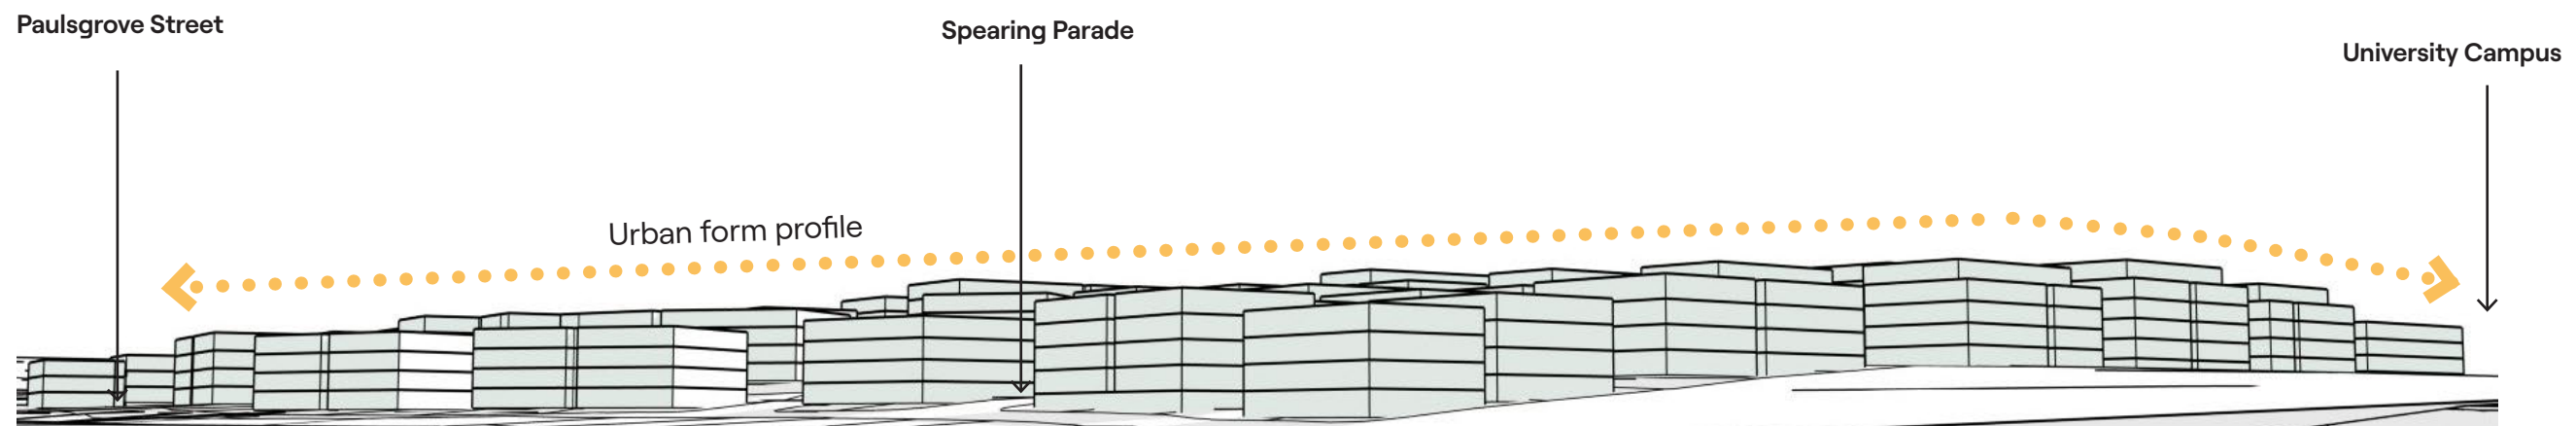 Paulsgrove Street
Spearing Parade
University Campus
Urban form profile